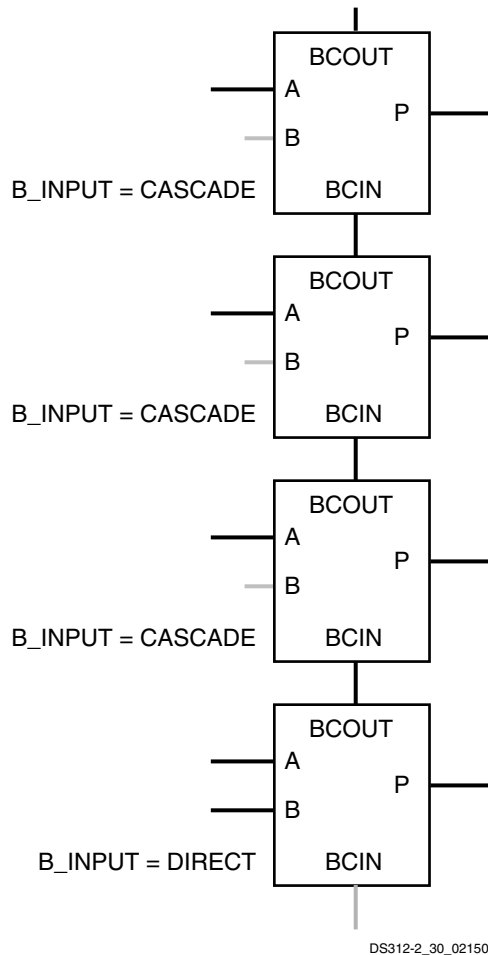 BCOUT
A
P
B
B_INPUT = CASCADE BCIN
BCOUT
A
P
B
B_INPUT = CASCADE BCIN
BCOUT
A
P
B
B_INPUT = CASCADE BCIN
BCOUT
A
P
B
B_INPUT = DIRECT BCIN
DS312-2_30_02150